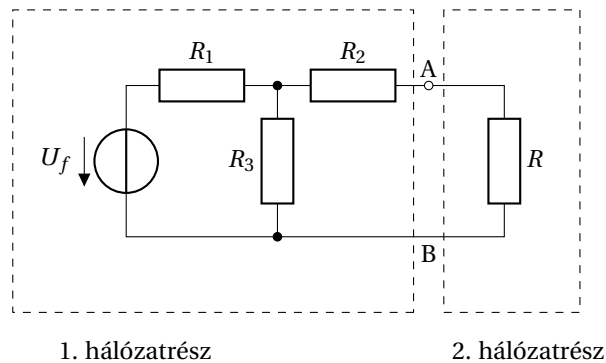 R1
R2
A
Uf
R3
R
B
1. hálózatrész
2. hálózatrész